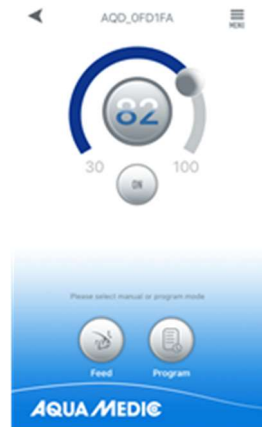 AQD_0FD1FA
MENU
82
30
100
ON
Please select manual or program mode
Feed
Program
AQUA MEDIC